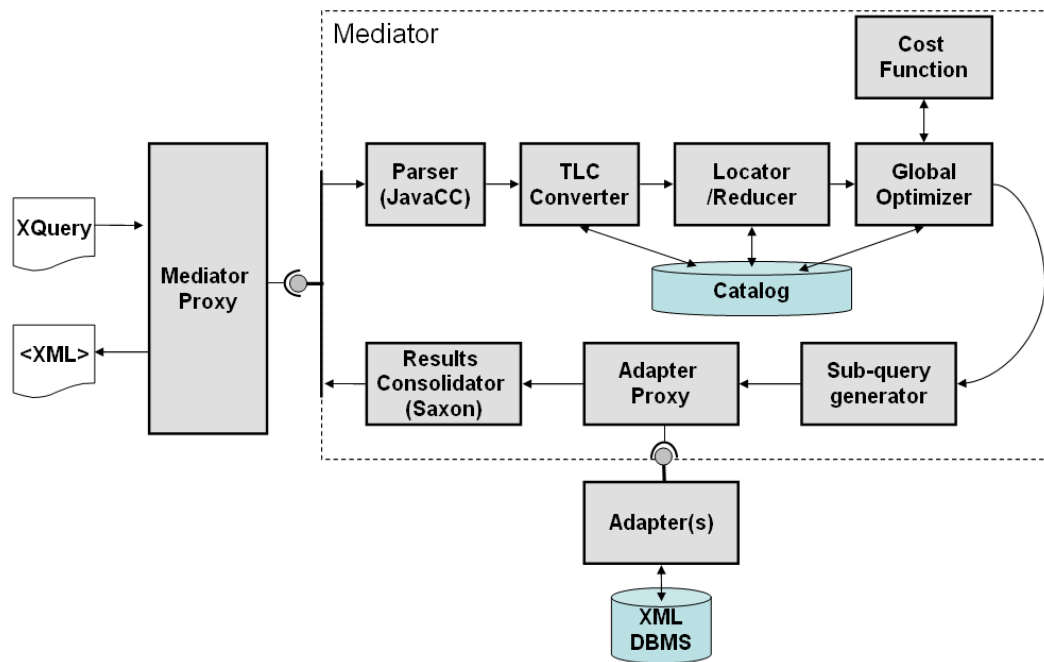 Mediator
Cost
Function
Parser
(JavaCC)
TLC
Converter
Locator
/Reducer
Global
Optimizer
XQuery
Mediator
Proxy
Catalog
<XML>
Results
Consolidator
(Saxon)
Adapter
Proxy
Sub-query
generator
Adapter(s)
XML
DBMS